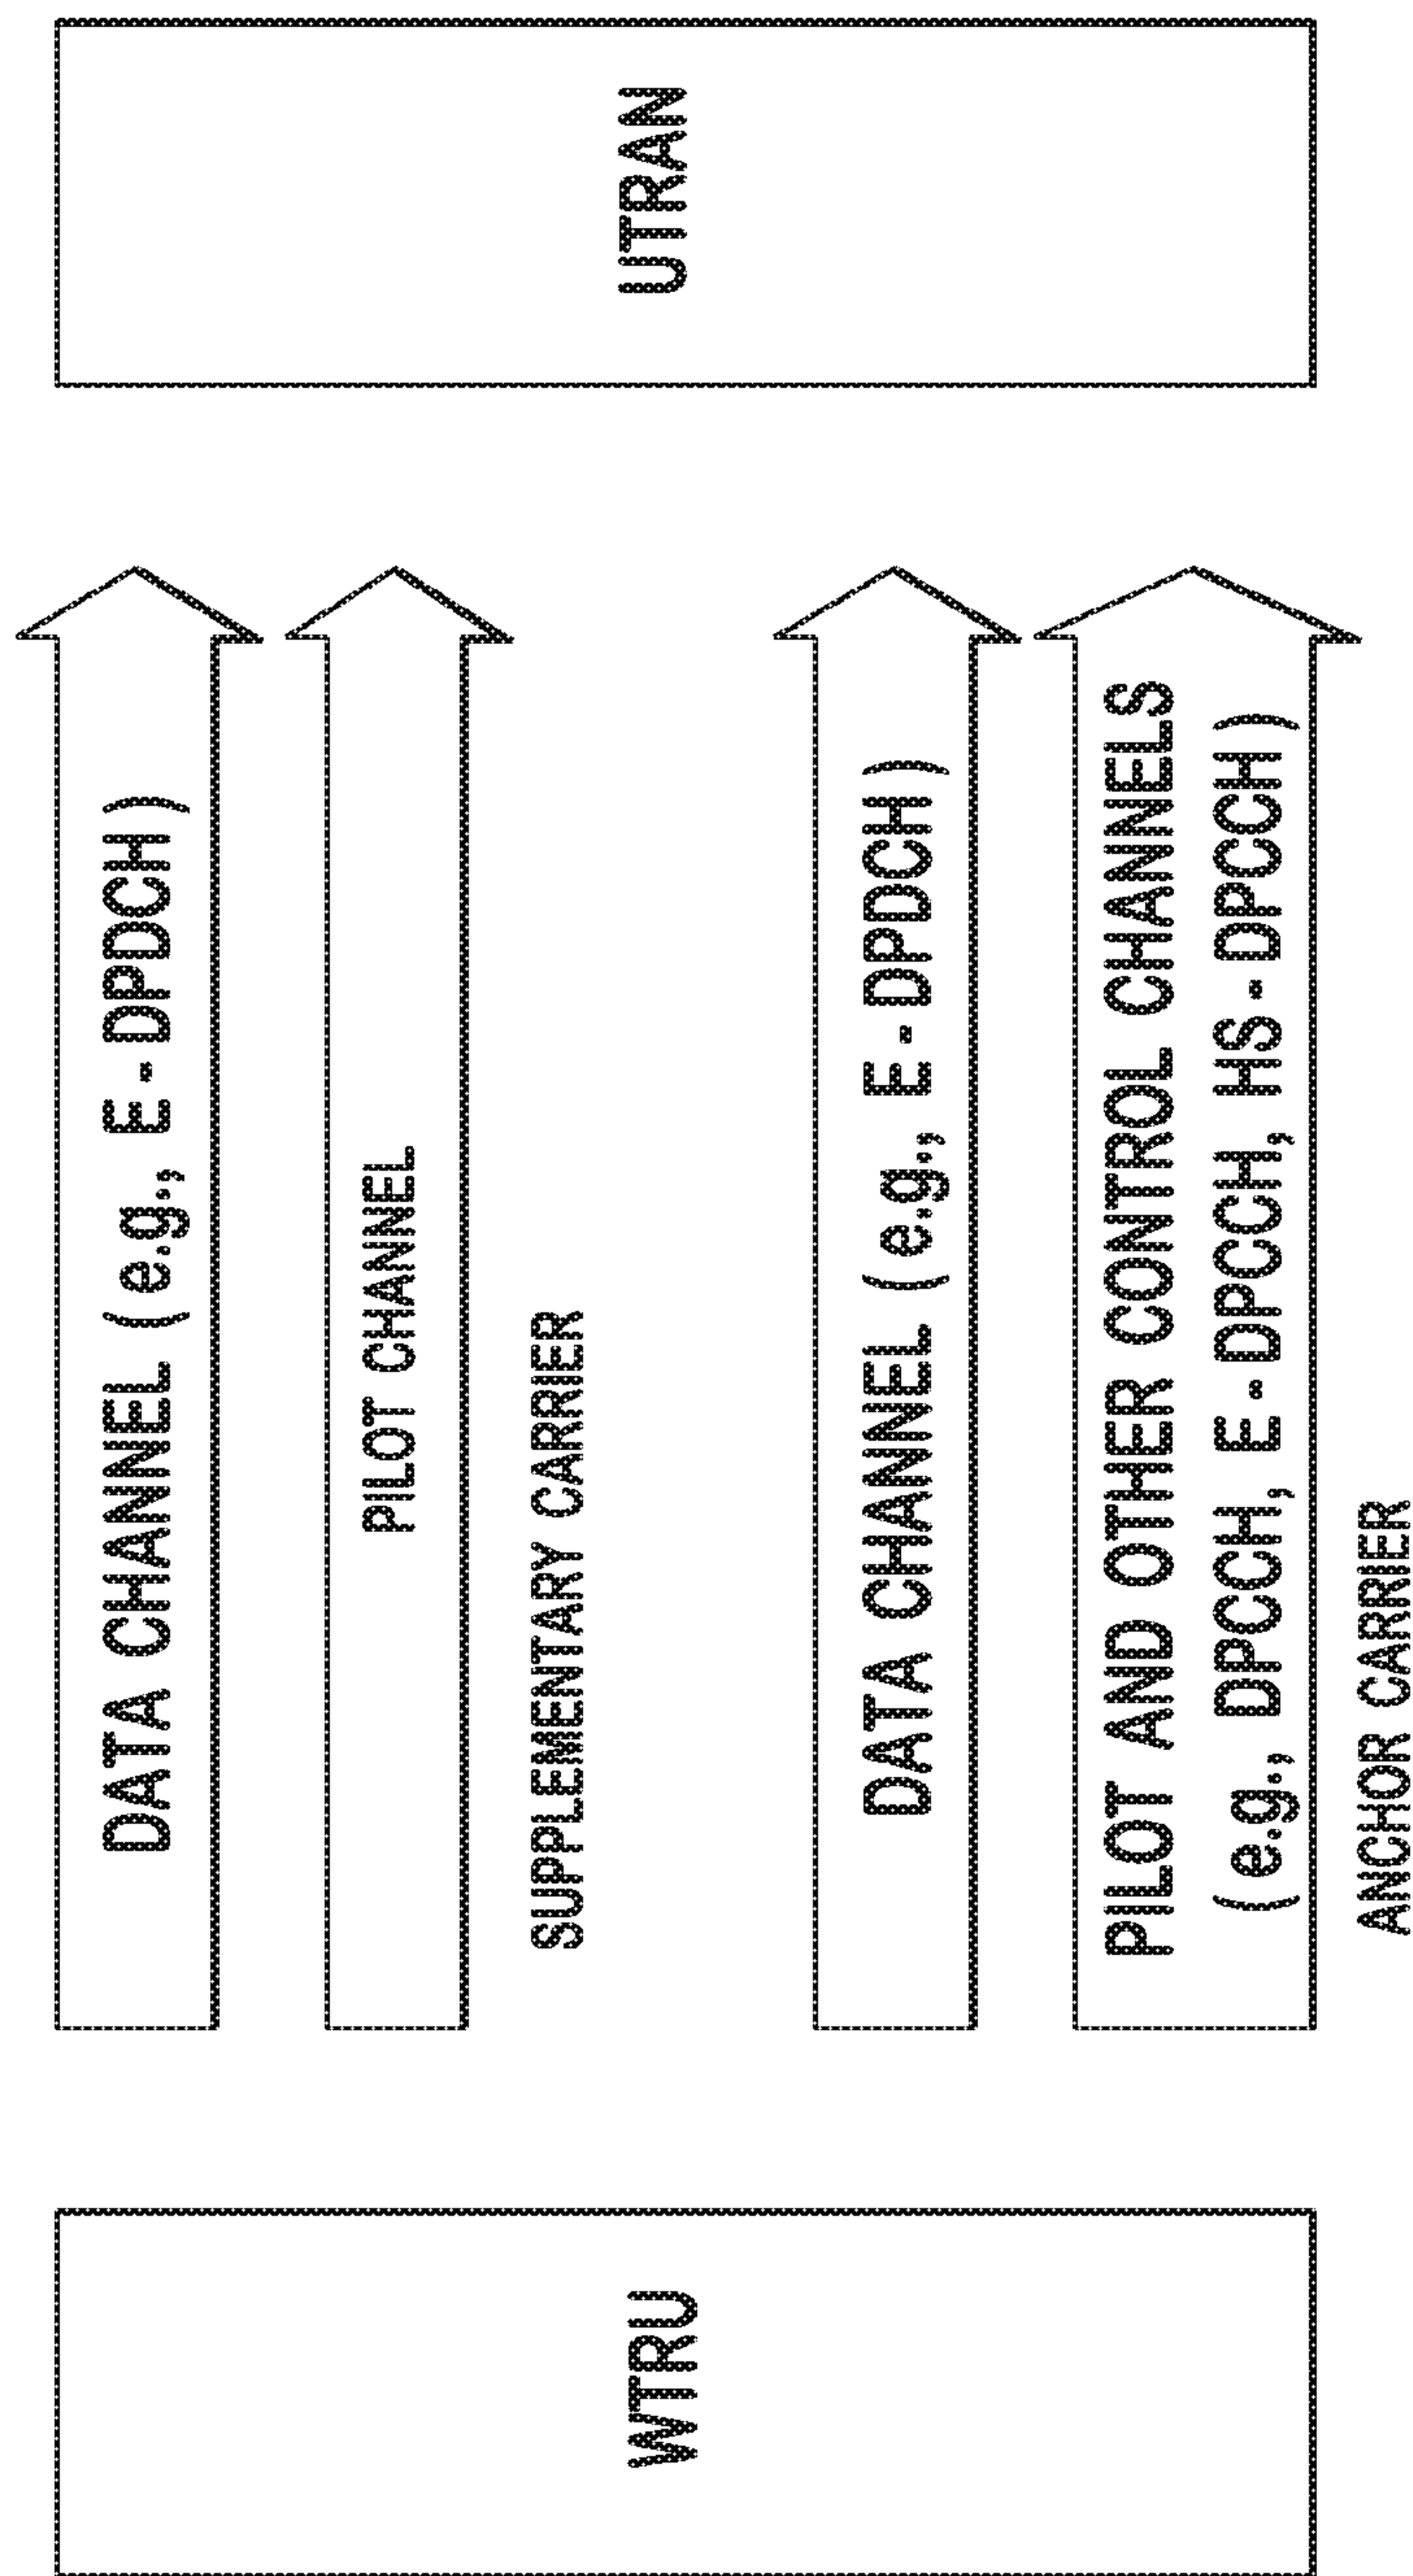 WTRU
DATA CHANNEL (e.g., E-DPDCH)
PILOT CHANNEL
SUPPLEMENTARY CARRIER
DATA CHANNEL (e.g., E-DPDCH)
PILOT AND OTHER CONTROL CHANNELS
(e.g., DPCCH, E-DPCCH, HS-DPCCH)
ANCHOR CARRIER
UTRAN